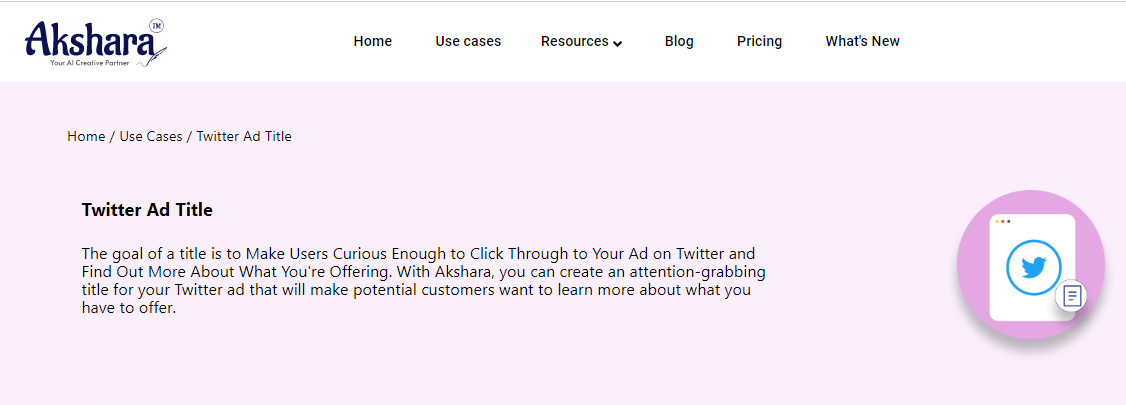 Akshara TM
Your AI Creative Partner
Home Use cases Resources Blog Pricing What's New
Home / Use Cases / Twitter Ad Title
Twitter Ad Title
The goal of a title is to Make Users Curious Enough to Click Through to Your Ad on Twitter and
Find Out More About What You're Offering. With Akshara, you can create an attention-grabbing
title for your Twitter ad that will make potential customers want to learn more about what you
have to offer.